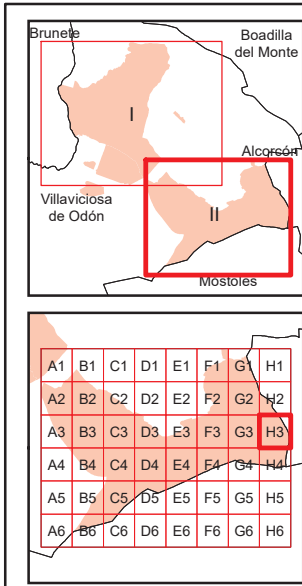 Brunete
Boadilla
del Monte
I
Alcorcón
Villaviciosa
de Odón
II
Móstoles
A1 B1 C1 D1 E1 F1 G1 H1
A2 B2 C2 D2 E2 F2 G2 H2
A3 B3 C3 D3 E3 F3 G3 H3
A4 B4 C4 D4 E4 F4 G4 H4
A5 B5 C5 D5 E5 F5 G5 H5
A6 B6 C6 D6 E6 F6 G6 H6